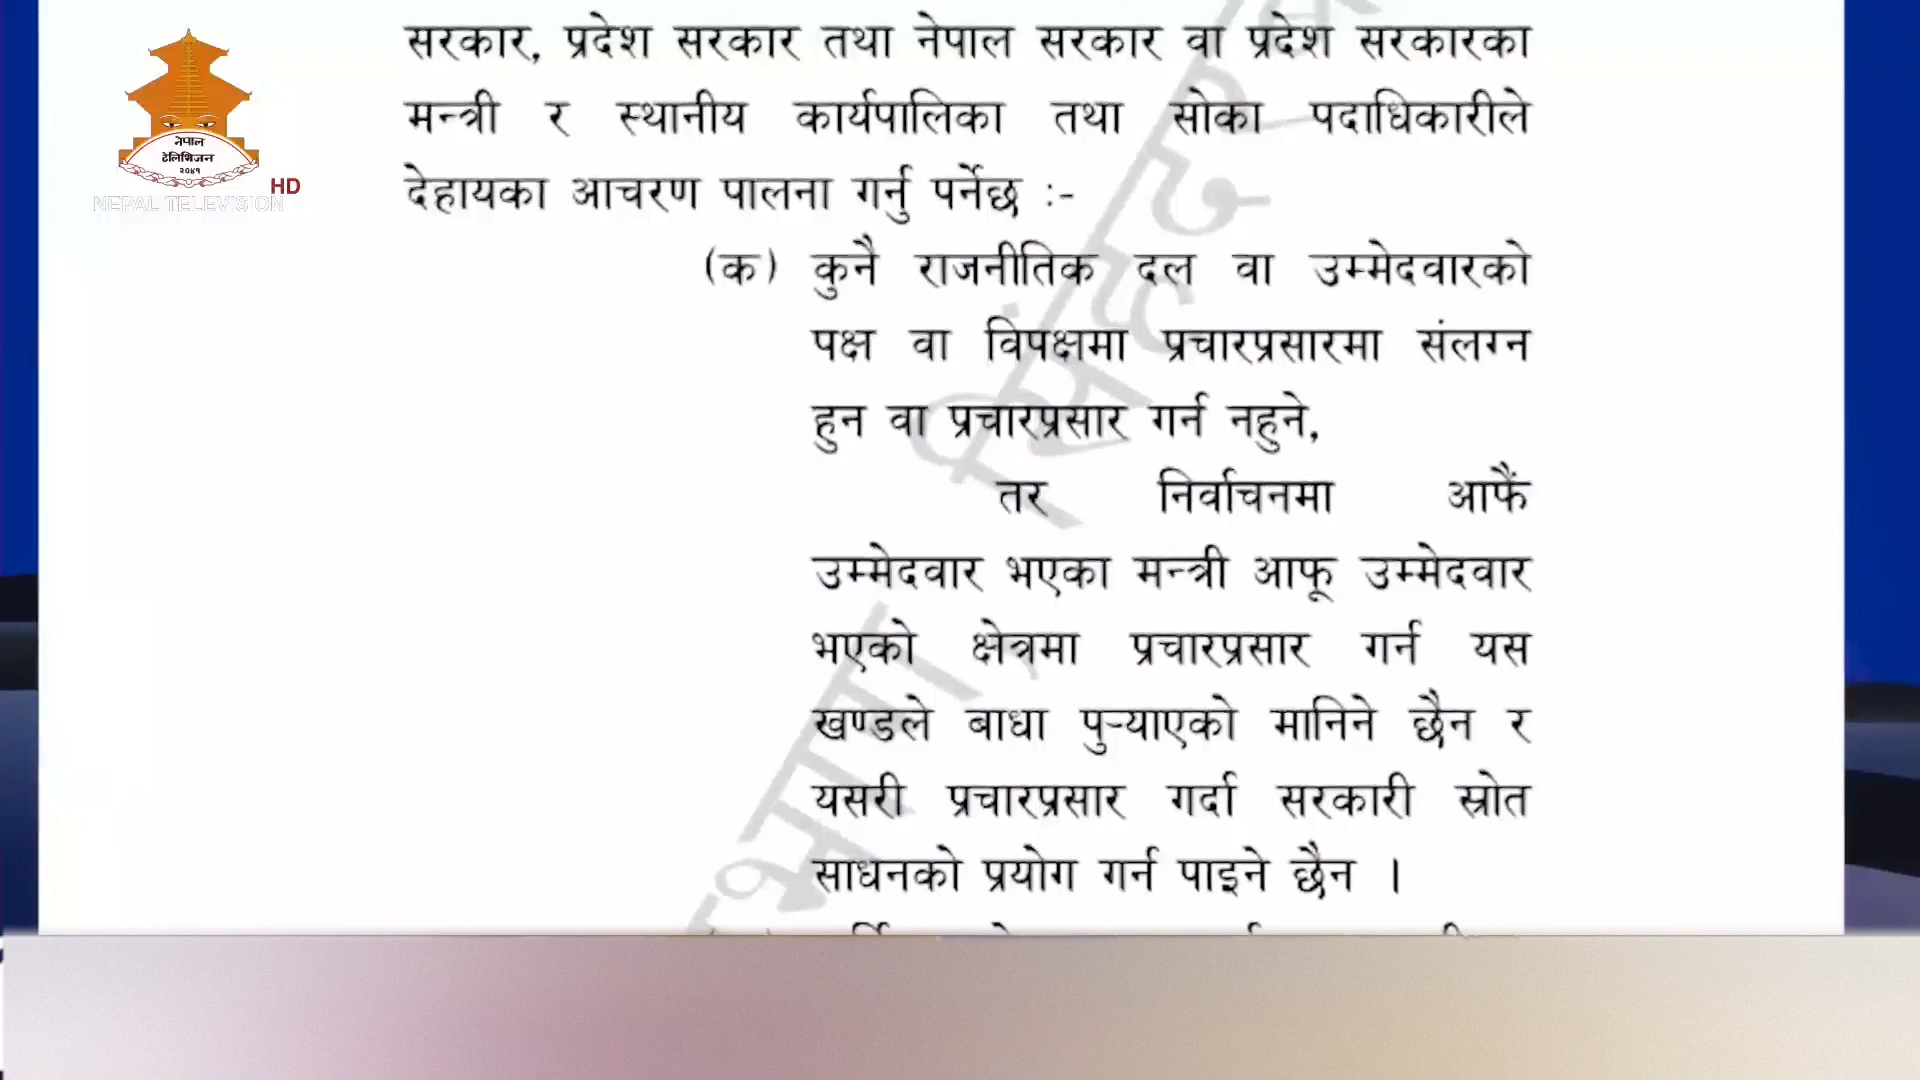 सरकार, प्रदेश सरकार तथा नेपाल सरकार वा प्रदेश सरकारका
नेपाल
टेलिभिजन
२०४१
HD
NEPAL TELEVISION
मन्त्री र स्थानीय कार्यपालिका तथा सोका पदाधिकारीले
देहायका आचरण पालना गर्नु पर्नेछ :-
(क) कुनै राजनीतिक दल वा उम्मेदवारको
पक्ष वा विपक्षमा प्रचारप्रसारमा संलग्न
हुन वा प्रचारप्रसार गर्न नहुने,
तर निर्वाचनमा आफैं
उम्मेदवार भएका मन्त्री आफू उम्मेदवार
भएको क्षेत्रमा प्रचारप्रसार गर्न यस
खण्डले बाधा पुऱ्याएको मानिने छैन र
यसरी प्रचारप्रसार गर्दा सरकारी स्रोत
साधनको प्रयोग गर्न पाइने छैन ।